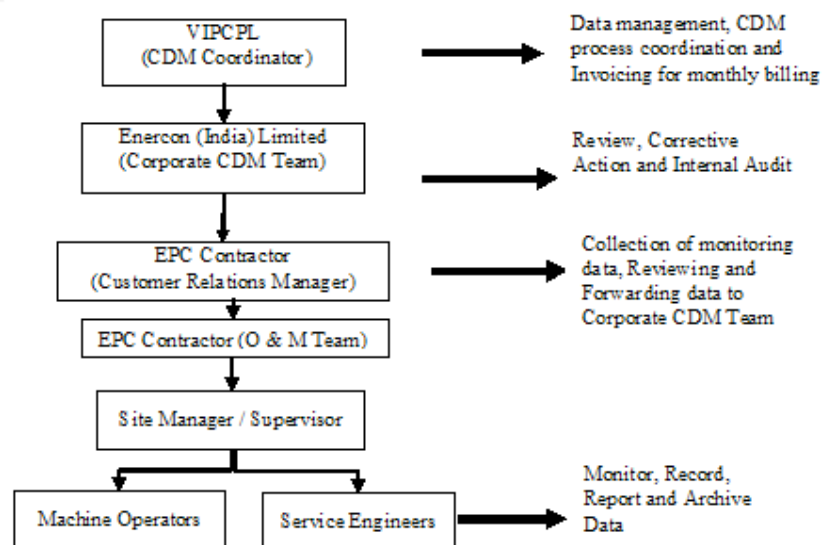 VIPCPL
(CDM Coordinator)
Data management, CDM
process coordination and
Invoicing for monthly billing
Enercon (India) Limited
(Corporate CDM Team)
Review, Corrective
Action and Internal Audit
EPC Contractor
(Customer Relations Manager)
Collection of monitoring
data, Reviewing and
Forwarding data to
Corporate CDM Team
EPC Contractor (O & M Team)
Site Manager / Supervisor
Machine Operators
Service Engineers
Monitor, Record,
Report and Archive
Data